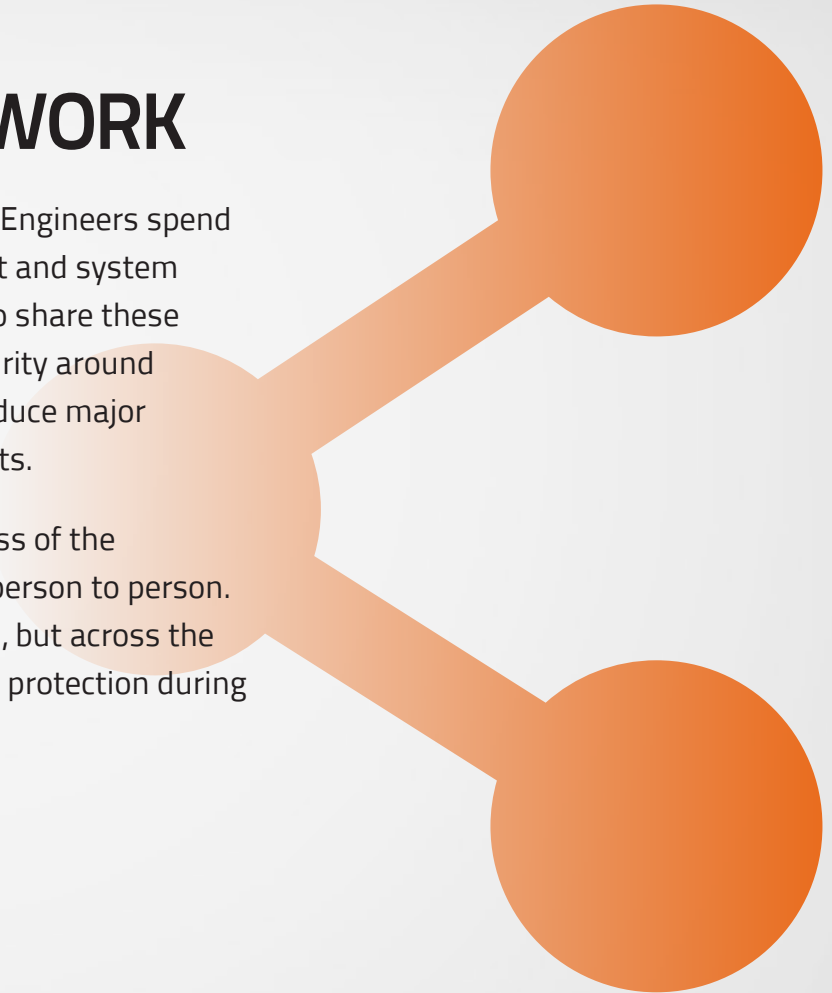 WORK
Engineers spend
t and system
o share these
rity around
duce major
ts.
ss of the
person to person.
, but across the
protection during